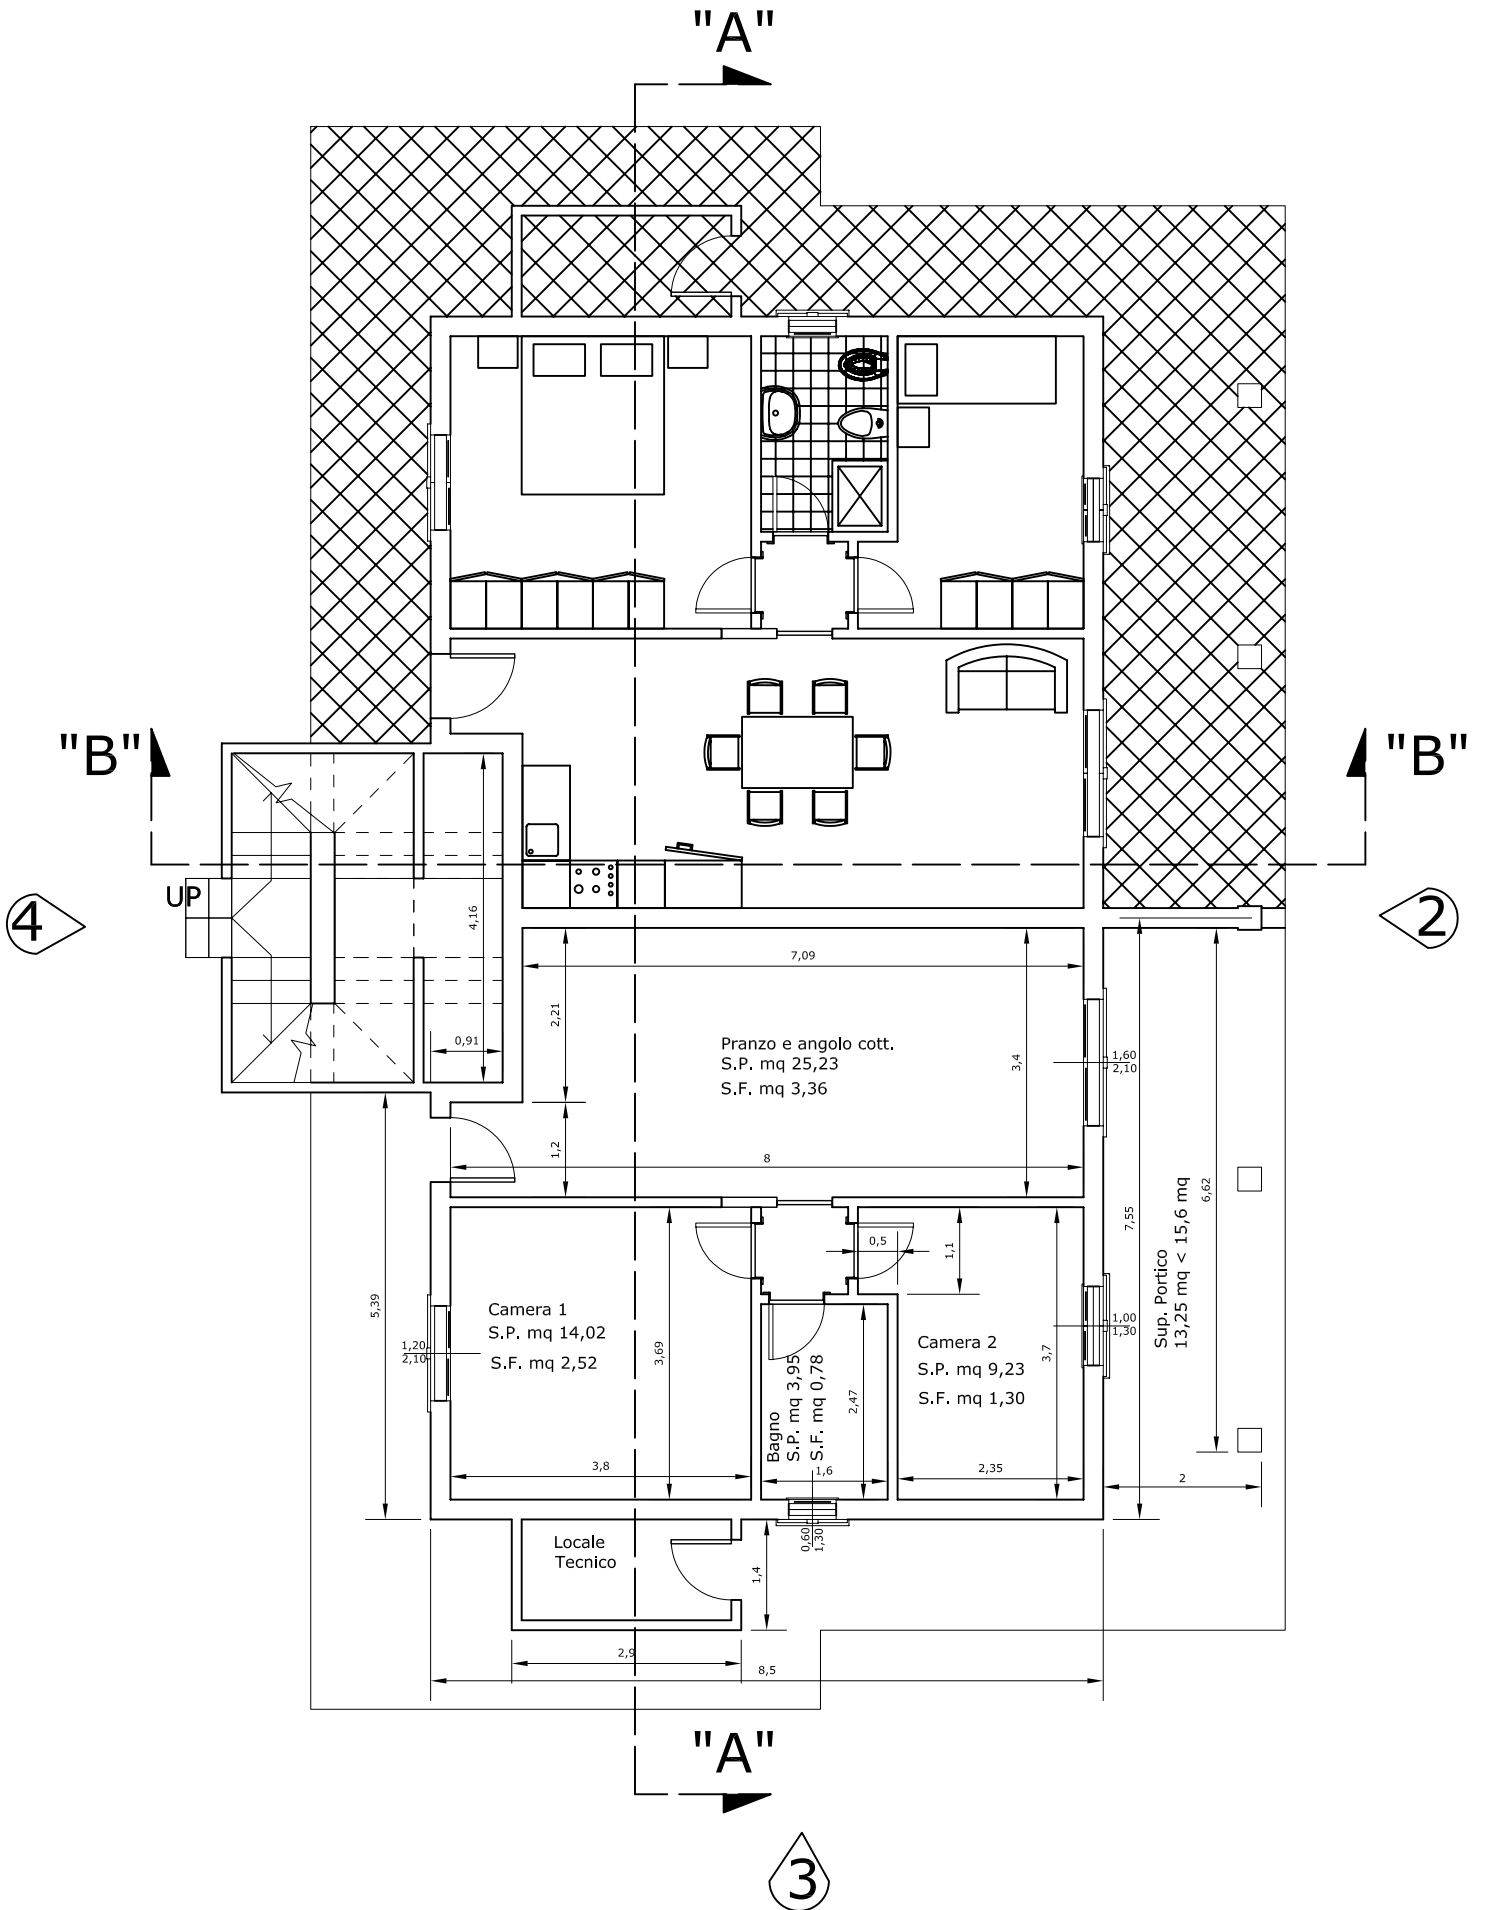 "A"
"B"
"B"
UP
4
2
4,16
0,91
7,09
2,21
Pranzo e angolo cott.
S.P. mq 25,23
S.F. mq 3,36
3,4
1,60
2,10
1,2
8
6,62
7,55
Sup. Portico
13,25 mq < 15,6 mq
0,5
1,1
5,39
Camera 1
S.P. mq 14,02
S.F. mq 2,52
1,20
2,10
3,69
Bagno
S.P. mq 3,95
S.F. mq 0,78
2,47
Camera 2
S.P. mq 9,23
S.F. mq 1,30
3,7
1,00
1,30
3,8
1,6
2,35
2
Locale
Tecnico
0,60
1,30
1,4
2,9
8,5
"A"
3